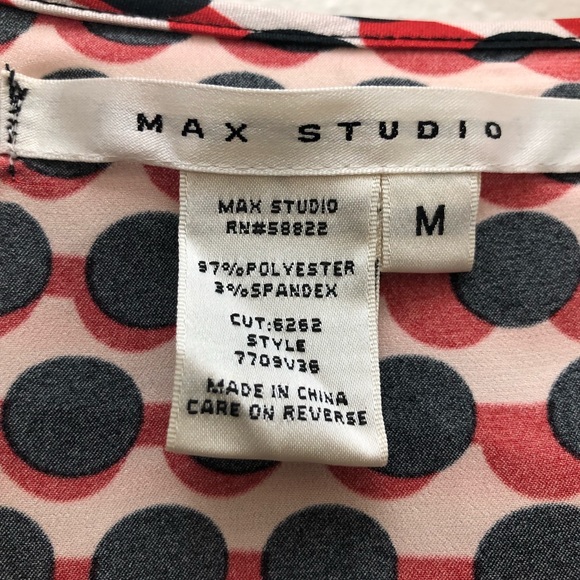 MAX STUDIO
MAX STUDIO
RN#58822
M
97%POLYESTER
3%SPANDEX
CUT:6262
STYLE
7709V36
MADE IN CHINA
CARE ON REVERSE